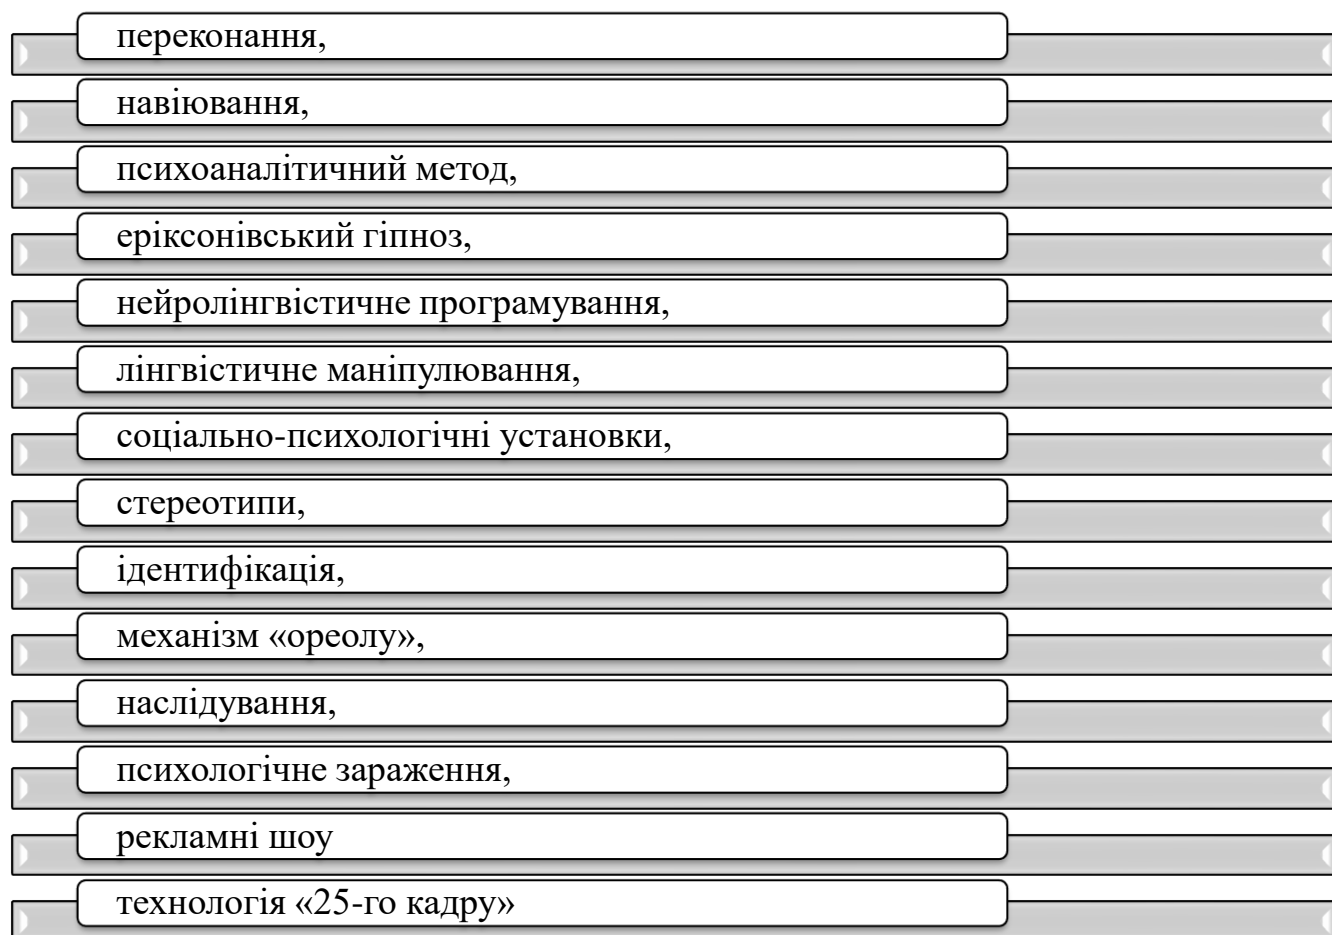 переконання,
навіювання,
психоаналітичний метод,
еріксонівський гіпноз,
нейролінгвістичне програмування,
лінгвістичне маніпулювання,
соціально-психологічні установки,
стереотипи,
ідентифікація,
механізм «ореолу»,
наслідування,
психологічне зараження,
рекламні шоу
технологія «25-го кадру»